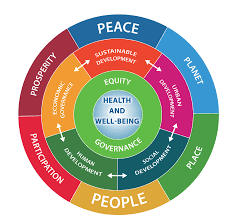 PEACE
PROSPERITY
PLANET
SUSTAINABLE
DEVELOPMENT
ECONOMIC
GOVERNANCE
URBAN
DEVELOPMENT
EQUITY
HEALTH
AND
WELL-BEING
GOVERNANCE
HUMAN
DEVELOPMENT
SOCIAL
DEVELOPMENT
PARTICIPATION
PLACE
PEOPLE